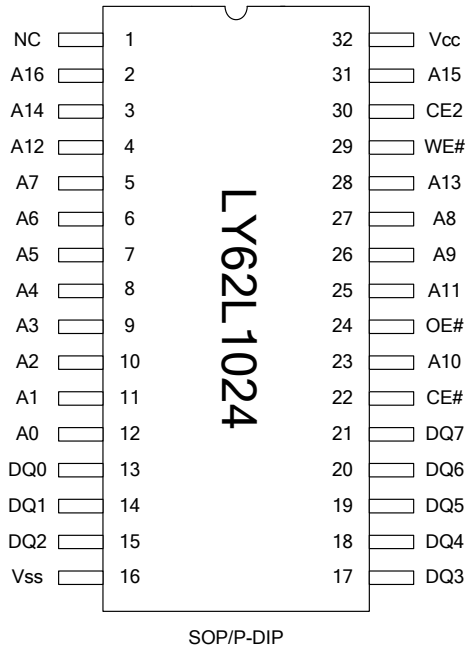 NC 1 32 Vcc
A16 2 31 A15
A14 3 30 CE2
A12 4 29 WE#
A7 5 28 A13
A6 6 27 A8
A5 7 26 A9
A4 8 25 A11
A3 9 24 OE#
A2 10 23 A10
A1 11 22 CE#
A0 12 21 DQ7
DQ0 13 20 DQ6
DQ1 14 19 DQ5
DQ2 15 18 DQ4
Vss 16 17 DQ3
LY62L1024
SOP/P-DIP